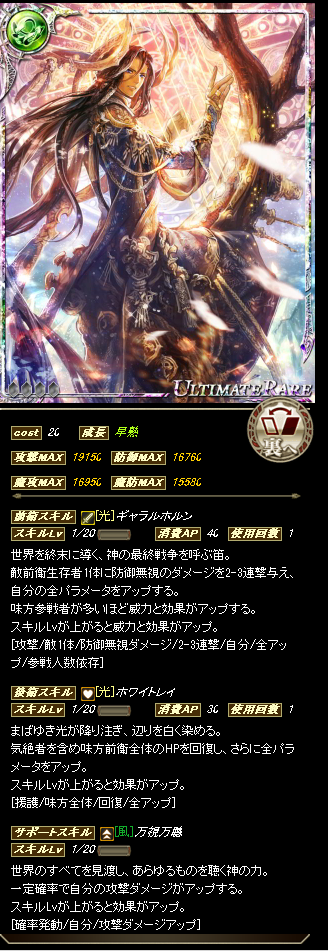 ULTIMATE RARE
裏へ
cost 20 成長 早熟
攻撃MAX 19150 防御MAX 16760
魔攻MAX 16950 魔防MAX 15580
前衛スキル [光]ギャラルホルン
スキルLv 1/20 消費AP 40 使用回数 1
世界を終末に導く、神の最終戦争を呼ぶ笛。
敵前衛生存者1体に防御無視のダメージを2-3連撃与え、
自分の全パラメータをアップする。
味方参戦者が多いほど威力と効果がアップする。
スキルLvが上がると威力と効果がアップ。
[攻撃/敵1体/防御無視ダメージ/2-3連撃/自分/全アッ
プ/参戦人数依存]
後衛スキル [光]ホワイトレイ
スキルLv 1/20 消費AP 30 使用回数 1
まばゆき光が降り注ぎ、辺りを白く染める。
気絶者を含め味方前衛全体のHPを回復し、さらに全パラ
メータをアップ。
スキルLvが上がると効果がアップ。
[援護/味方全体/回復/全アップ]
サポートスキル [風]万視万聴
スキルLv 1/20
世界のすべてを見渡し、あらゆるものを聴く神の力。
一定確率で自分の攻撃ダメージがアップする。
スキルLvが上がると効果がアップ。
[確率発動/自分/攻撃ダメージアップ]